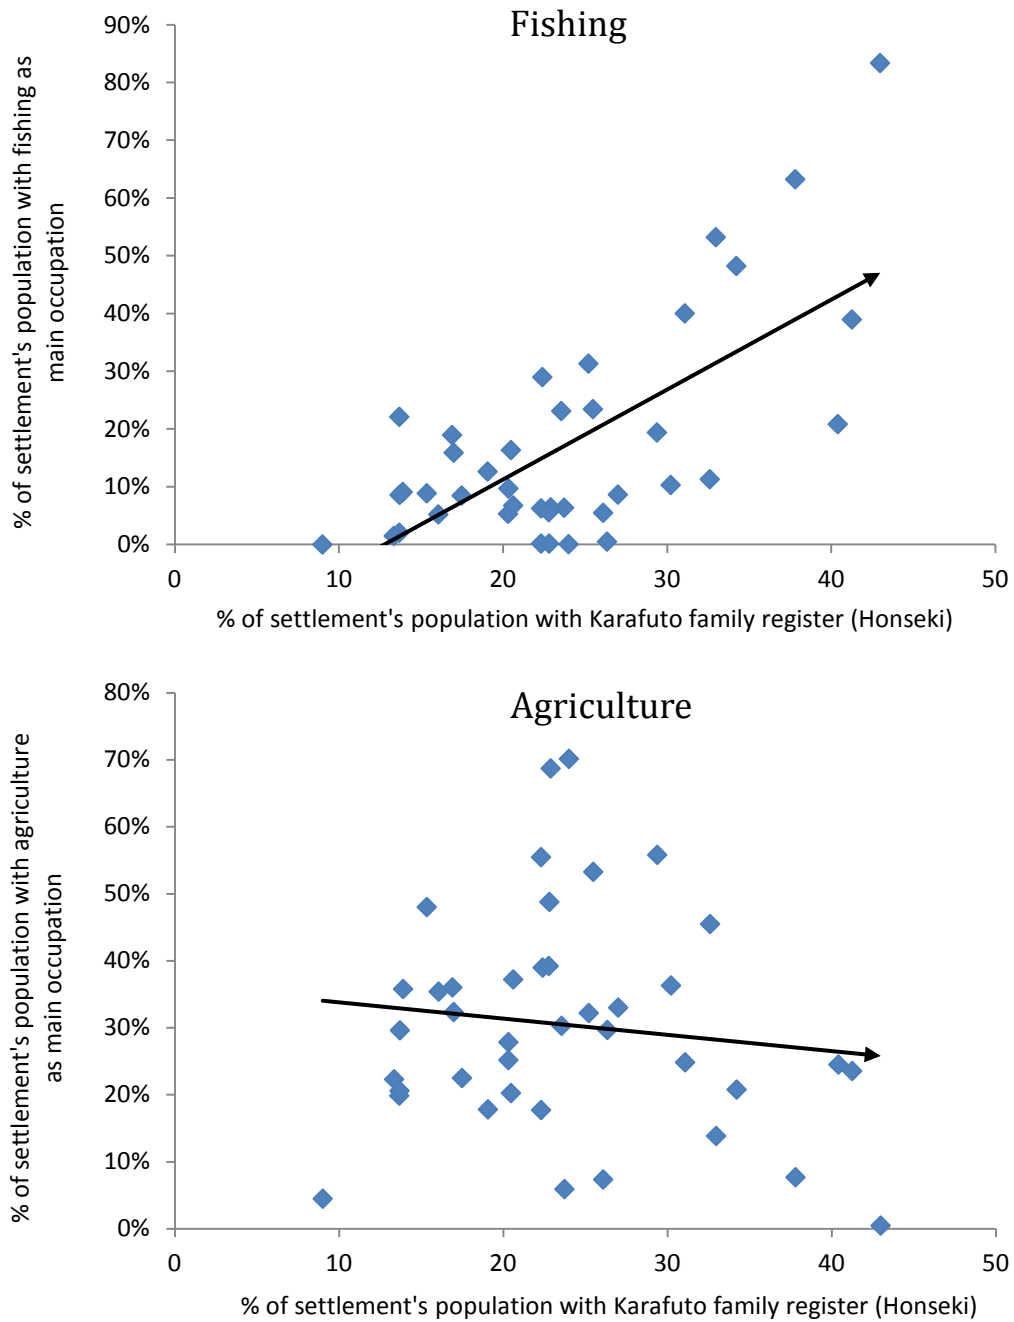 Fishing
% of settlement's population with fishing as
main occupation
90%
80%
70%
60%
50%
40%
30%
20%
10%
0%
0 10 20 30 40 50
% of settlement's population with Karafuto family register (Honseki)
Agriculture
% of settlement's population with agriculture
as main occupation
80%
70%
60%
50%
40%
30%
20%
10%
0%
0 10 20 30 40 50
% of settlement's population with Karafuto family register (Honseki)